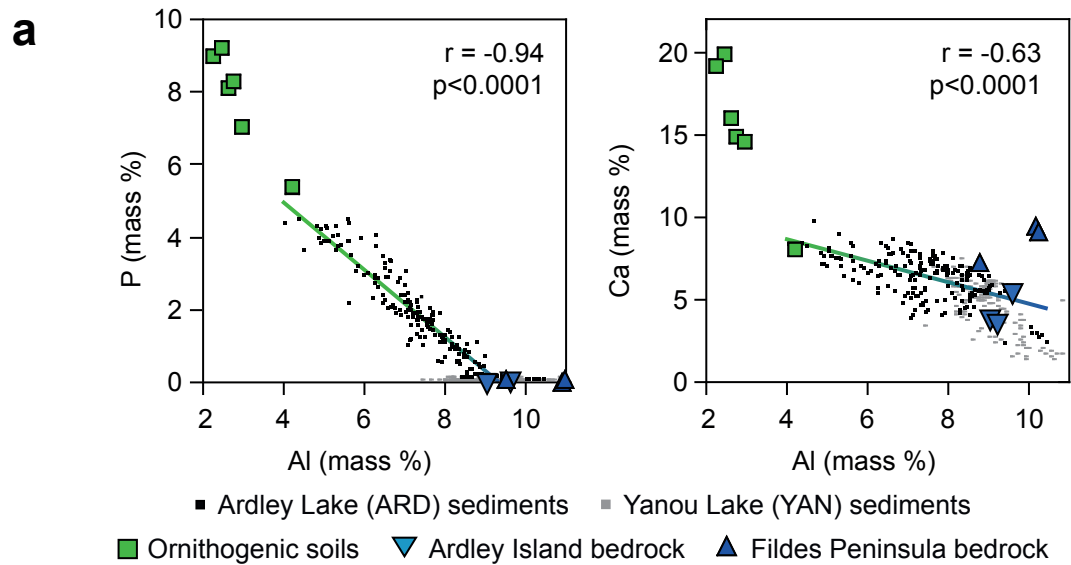 a
10
8
6
4
2
0
P (mass %)
r = -0.94
p<0.0001
2 4 6 8 10
Al (mass %)
20
15
10
5
0
Ca (mass %)
r = -0.63
p<0.0001
2 4 6 8 10
Al (mass %)
Ardley Lake (ARD) sediments Yanou Lake (YAN) sediments
Ornithogenic soils Ardley Island bedrock Fildes Peninsula bedrock